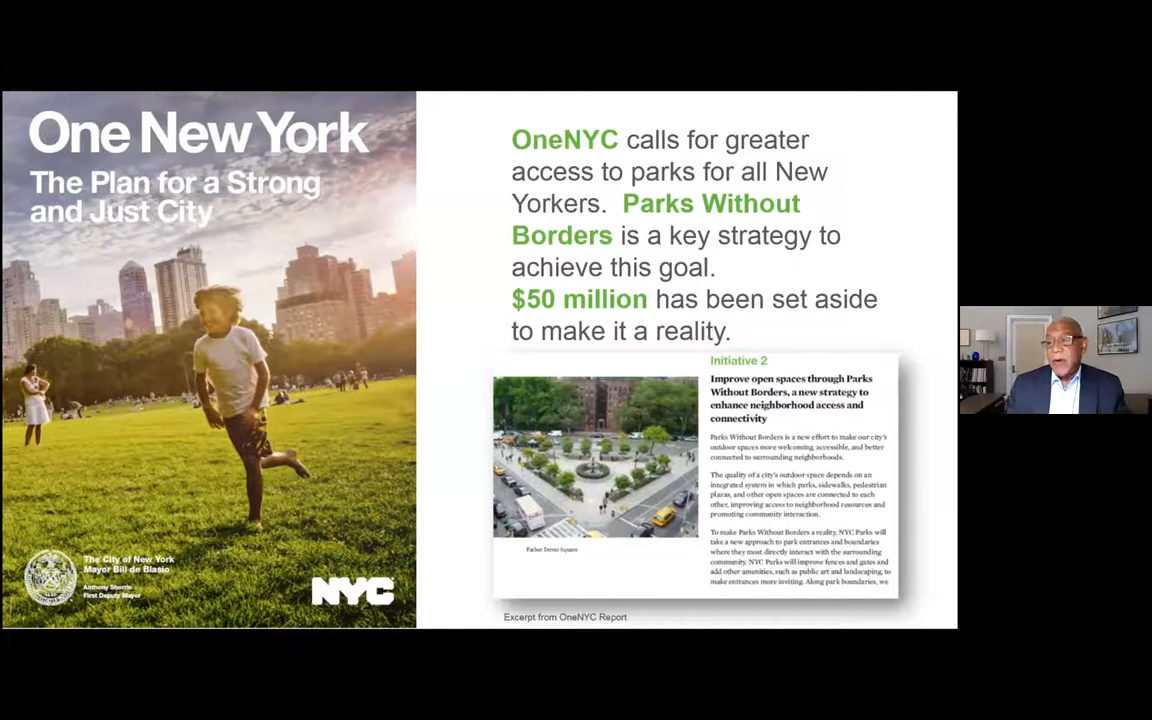 One New York
The Plan for a Strong
and Just City
The City of New York
Mayor Bill de Blasio
Anthony Shorris
First Deputy Mayor
NYC
OneNYC calls for greater
access to parks for all New
Yorkers. Parks Without
Borders is a key strategy to
achieve this goal.
$50 million has been set aside
to make it a reality.
Father Demo Square
Initiative 2
Improve open spaces through Parks
Without Borders, a new strategy to
enhance neighborhood access and
connectivity
Parks Without Borders is a new effort to make our city's
outdoor spaces more welcoming, accessible, and better
connected to surrounding neighborhoods.
The quality of a city's outdoor space depends on an
integrated system in which parks, sidewalks, pedestrian
plazas, and other open spaces are connected to each
other, improving access to neighborhood resources and
promoting community interaction.
To make Parks Without Borders a reality, NYC Parks will
take a new approach to park entrances and boundaries
where they most directly interact with the surrounding
community. NYC Parks will improve fences and gates and
add other amenities, such as public art and landscaping, to
make entrances more inviting. Along park boundaries, we
Excerpt from OneNYC Report